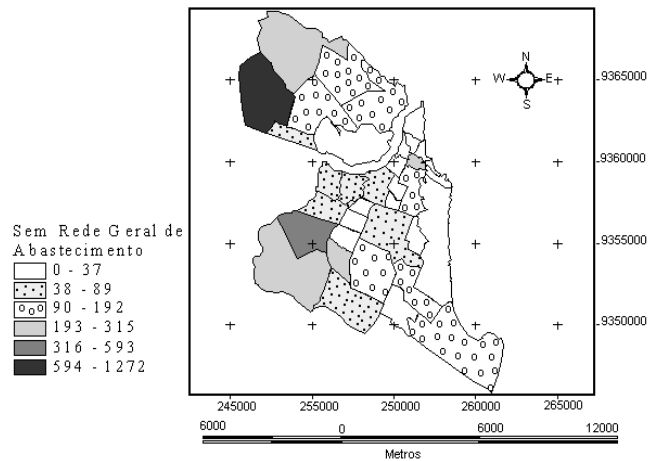 N
W E
S
9365000
9360000
9355000
9350000
Sem Rede Geral de
Abastecimento
0 - 37
38 - 89
90 - 192
193 - 315
316 - 593
594 - 1272
245000 255000 250000 260000 265000
6000 0 6000 12000
Metros